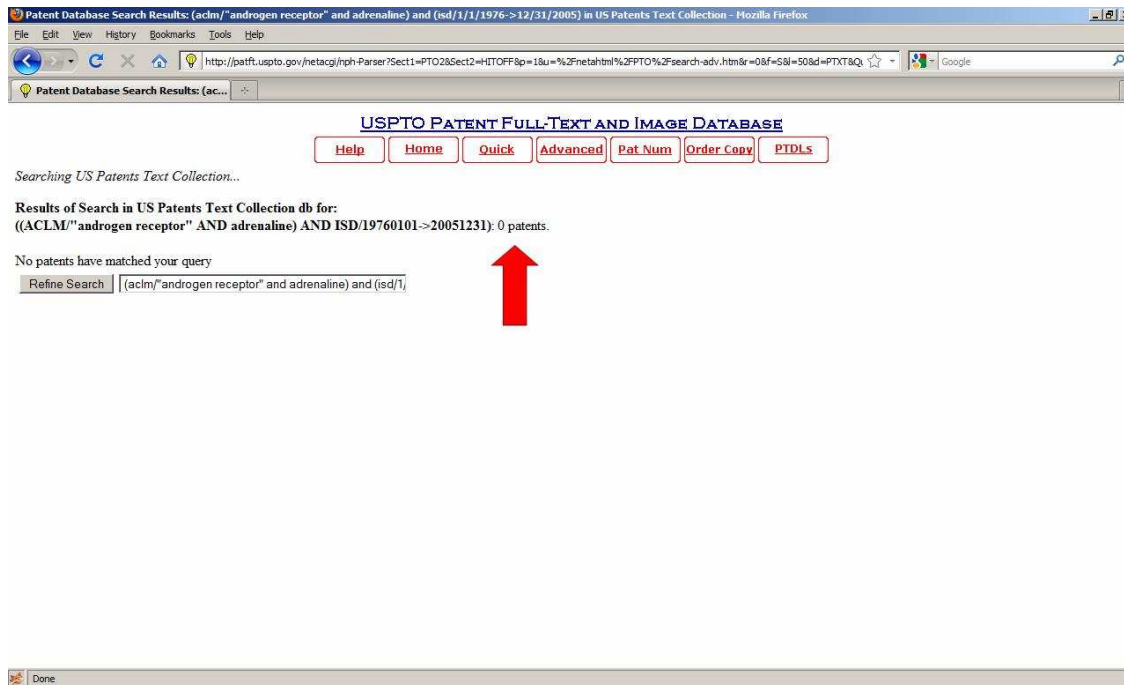 Patent Database Search Results: (aclm/"androgen receptor" and adrenaline) and (isd/1/1/1976->12/31/2005) in US Patents Text Collection - Mozilla Firefox
File Edit View History Bookmarks Tools Help
http://patft.uspto.gov/netacgi/nph-Parser?Sect1=PTO2&Sect2=HITOFF&p=1&u=%2Fnetahtml%2FPTO%2Fsearch-adv.htm&r=0&f=S&l=50&d=PTXT&Qu Google
Patent Database Search Results: (ac...
USPTO PATENT FULL-TEXT AND IMAGE DATABASE
Help Home Quick Advanced Pat Num Order Copy PTDLs
Searching US Patents Text Collection...
Results of Search in US Patents Text Collection db for:
((ACLM/"androgen receptor" AND adrenaline) AND ISD/19760101->20051231): 0 patents.
No patents have matched your query
Refine Search (aclm/"androgen receptor" and adrenaline) and (isd/1/
Done